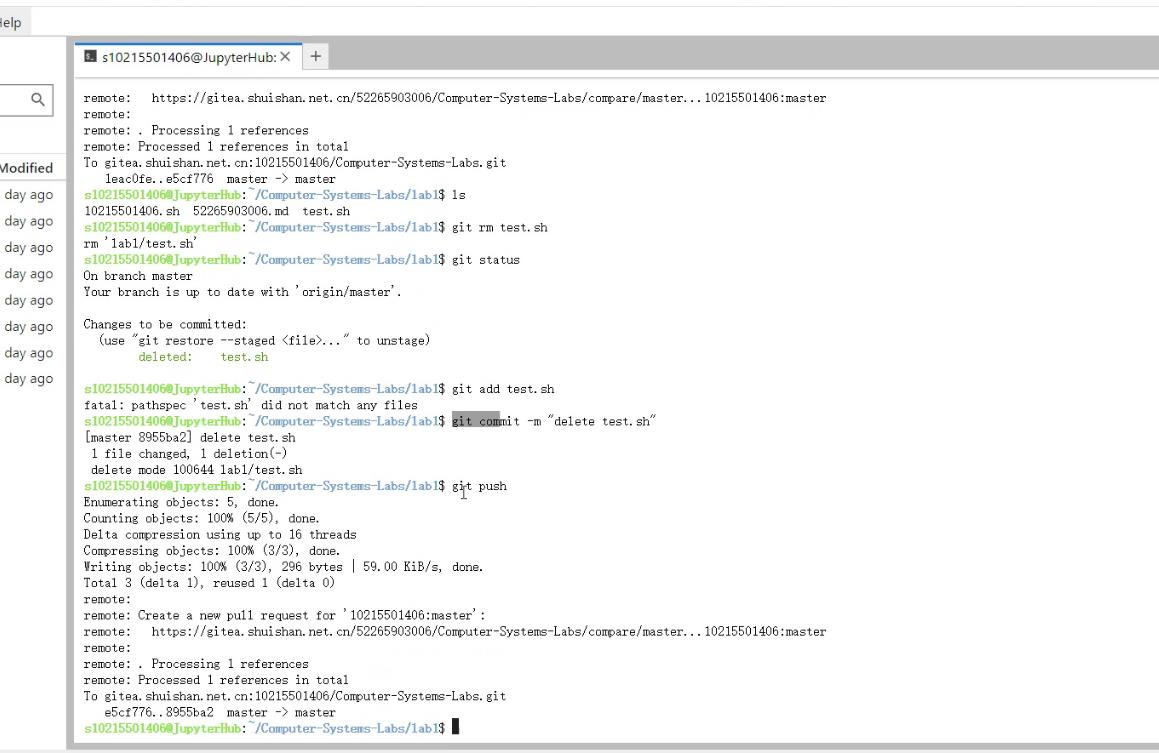 Help
s10215501406@JupyterHub: × +
Modified
day ago
day ago
day ago
day ago
day ago
day ago
day ago
day ago
remote:   https://gitea.shuishan.net.cn/52265903006/Computer-Systems-Labs/compare/master...10215501406:master
remote:
remote: . Processing 1 references
remote: Processed 1 references in total
To gitea.shuishan.net.cn:10215501406/Computer-Systems-Labs.git
   1eac0fe..e5cf776  master -> master
s10215501406@JupyterHub:~/Computer-Systems-Labs/lab1$ ls
10215501406.sh  52265903006.md  test.sh
s10215501406@JupyterHub:~/Computer-Systems-Labs/lab1$ git rm test.sh
rm 'lab1/test.sh'
s10215501406@JupyterHub:~/Computer-Systems-Labs/lab1$ git status
On branch master
Your branch is up to date with 'origin/master'.
Changes to be committed:
  (use "git restore --staged <file>..." to unstage)
        deleted:    test.sh
s10215501406@JupyterHub:~/Computer-Systems-Labs/lab1$ git add test.sh
fatal: pathspec 'test.sh' did not match any files
s10215501406@JupyterHub:~/Computer-Systems-Labs/lab1$ git commit -m "delete test.sh"
[master 8955ba2] delete test.sh
 1 file changed, 1 deletion(-)
 delete mode 100644 lab1/test.sh
s10215501406@JupyterHub:~/Computer-Systems-Labs/lab1$ git push
Enumerating objects: 5, done.
Counting objects: 100% (5/5), done.
Delta compression using up to 16 threads
Compressing objects: 100% (3/3), done.
Writing objects: 100% (3/3), 296 bytes | 59.00 KiB/s, done.
Total 3 (delta 1), reused 1 (delta 0)
remote:
remote: Create a new pull request for '10215501406:master':
remote:   https://gitea.shuishan.net.cn/52265903006/Computer-Systems-Labs/compare/master...10215501406:master
remote:
remote: . Processing 1 references
remote: Processed 1 references in total
To gitea.shuishan.net.cn:10215501406/Computer-Systems-Labs.git
   e5cf776..8955ba2  master -> master
s10215501406@JupyterHub:~/Computer-Systems-Labs/lab1$